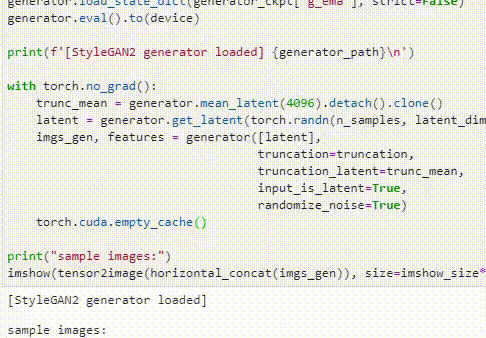 generator.load_state_dict(generator_ckpt["g_ema"], strict=False)
generator.eval().to(device)
print(f'[StyleGAN2 generator loaded] {generator_path}\n')
with torch.no_grad():
trunc_mean = generator.mean_latent(4096).detach().clone()
latent = generator.get_latent(torch.randn(n_samples, latent_dim
imgs_gen, features = generator([latent],
truncation=truncation,
truncation_latent=trunc_mean,
input_is_latent=True,
randomize_noise=True)
torch.cuda.empty_cache()
print("sample images:")
imshow(tensor2image(horizontal_concat(imgs_gen)), size=imshow_size*
[StyleGAN2 generator loaded]
sample images: